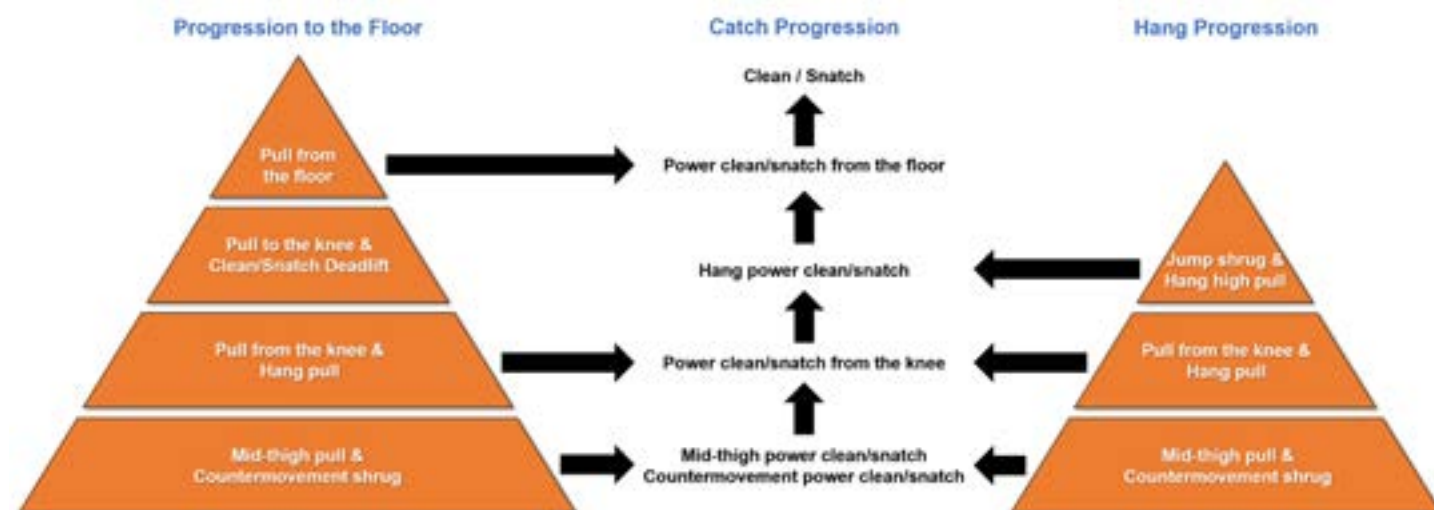 Progression to the Floor
Pull from
the floor
Pull to the knee &
Clean/Snatch Deadlift
Pull from the knee &
Hang pull
Mid-thigh pull &
Countermovement shrug
Catch Progression
Clean / Snatch
Power clean/snatch from the floor
Hang power clean/snatch
Power clean/snatch from the knee
Mid-thigh power clean/snatch
Countermovement power clean/snatch
Hang Progression
Jump shrug &
Hang high pull
Pull from the knee &
Hang pull
Mid-thigh pull &
Countermovement shrug